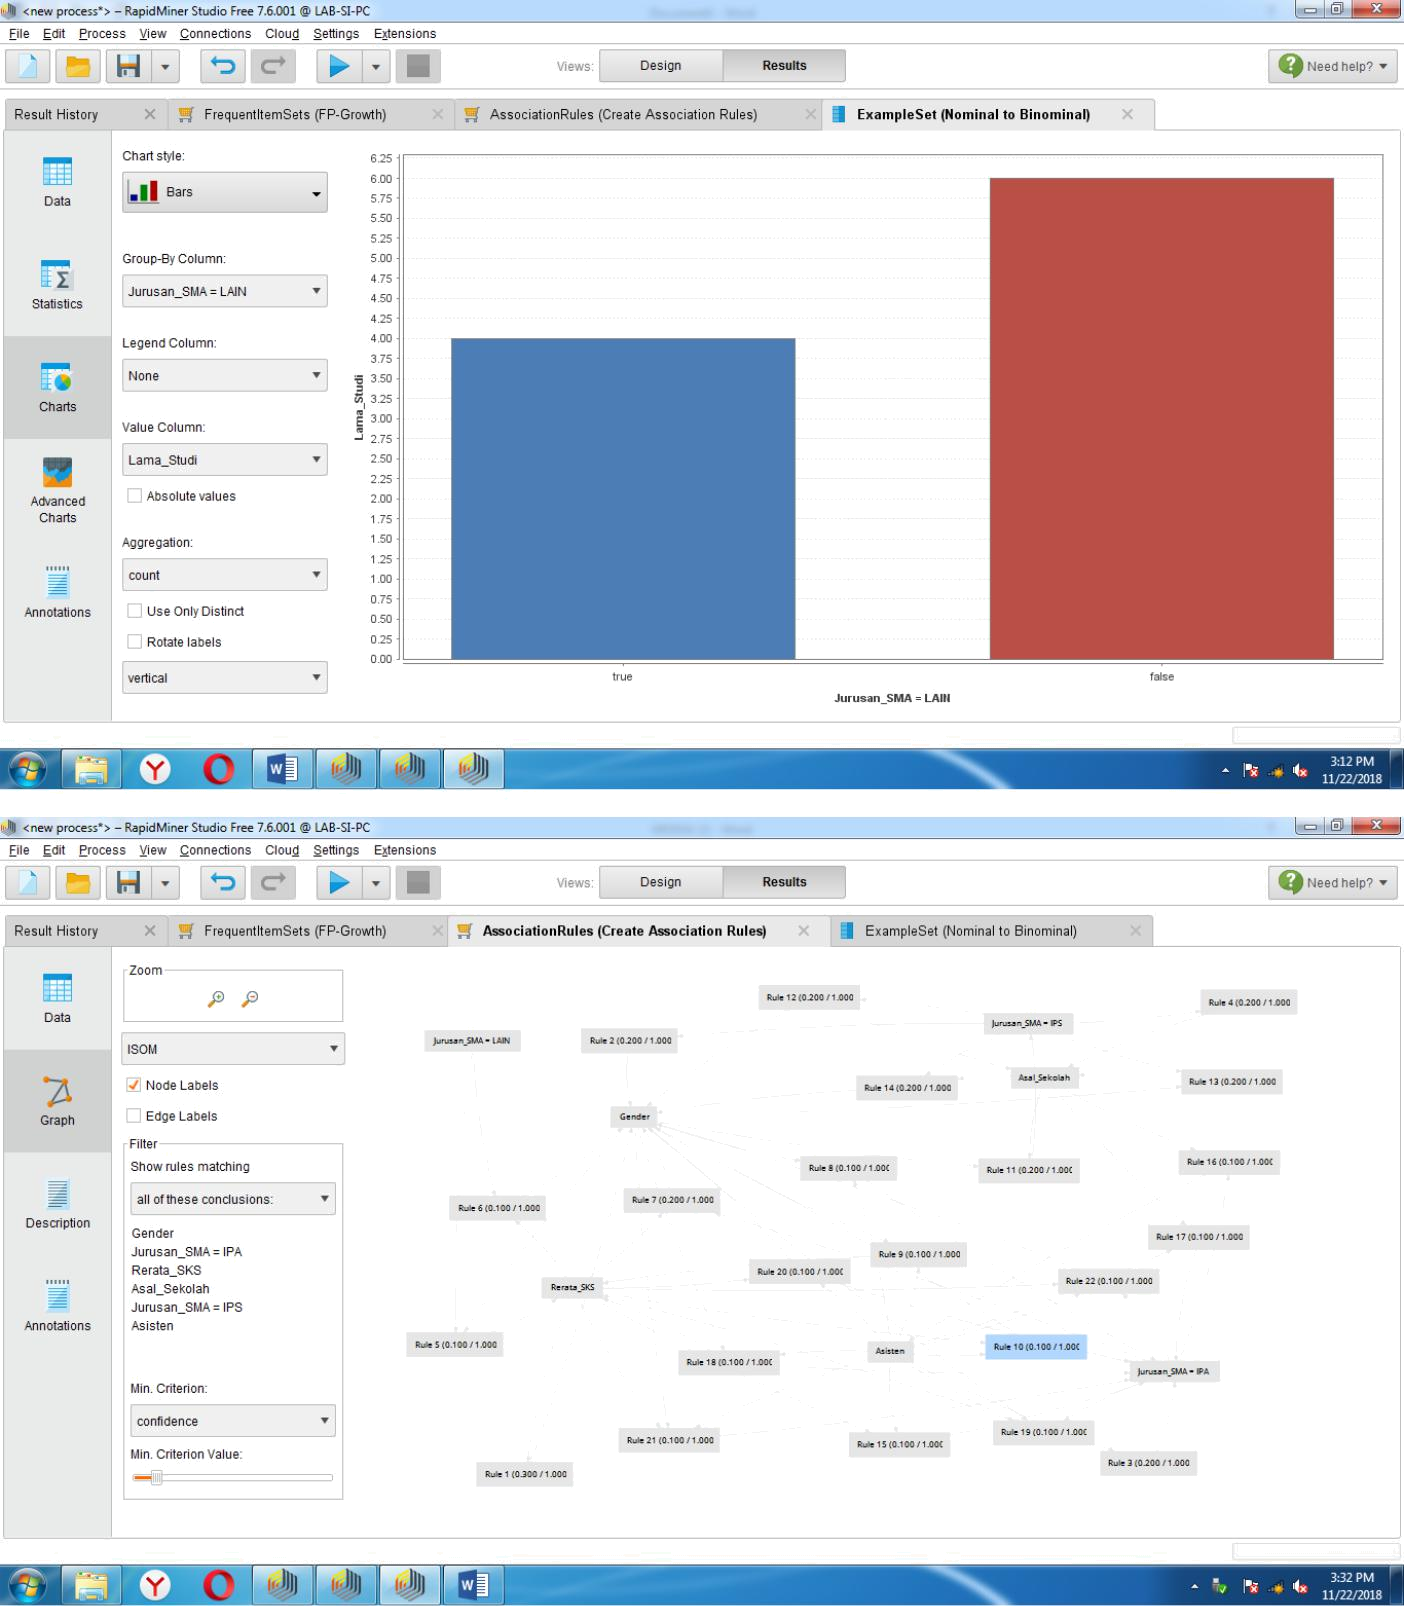 <new process*> – RapidMiner Studio Free 7.6.001 @ LAB-SI-PC
File Edit Process View Connections Cloud Settings Extensions
Views: Design Results Need help?
Result History FrequentItemSets (FP-Growth) AssociationRules (Create Association Rules) ExampleSet (Nominal to Binominal)
Data
Statistics
Charts
Advanced
Charts
Annotations
Chart style:
Bars
Group-By Column:
Jurusan_SMA = LAIN
Legend Column:
None
Value Column:
Lama_Studi
Absolute values
Aggregation:
count
Use Only Distinct
Rotate labels
vertical
Lama_Studi
6.25
6.00
5.75
5.50
5.25
5.00
4.75
4.50
4.25
4.00
3.75
3.50
3.25
3.00
2.75
2.50
2.25
2.00
1.75
1.50
1.25
1.00
0.75
0.50
0.25
0.00
true false
Jurusan_SMA = LAIN
3:12 PM
11/22/2018
<new process*> – RapidMiner Studio Free 7.6.001 @ LAB-SI-PC
File Edit Process View Connections Cloud Settings Extensions
Views: Design Results Need help?
Result History FrequentItemSets (FP-Growth) AssociationRules (Create Association Rules) ExampleSet (Nominal to Binominal)
Data
Graph
Description
Annotations
Zoom
ISOM
Node Labels
Edge Labels
Filter
Show rules matching
all of these conclusions:
Gender
Jurusan_SMA = IPA
Rerata_SKS
Asal_Sekolah
Jurusan_SMA = IPS
Asisten
Min. Criterion:
confidence
Min. Criterion Value:
Rule 12 (0.200 / 1.000
Rule 4 (0.200 / 1.000
Jurusan_SMA = IPS
Jurusan_SMA = LAIN
Rule 2 (0.200 / 1.000
Asal_Sekolah
Rule 14 (0.200 / 1.000
Rule 13 (0.200 / 1.000
Gender
Rule 8 (0.100 / 1.000
Rule 11 (0.200 / 1.000
Rule 16 (0.100 / 1.000
Rule 6 (0.100 / 1.000
Rule 7 (0.200 / 1.000
Rule 17 (0.100 / 1.000
Rule 9 (0.100 / 1.000
Rule 20 (0.100 / 1.000
Rule 22 (0.100 / 1.000
Rerata_SKS
Rule 5 (0.100 / 1.000
Rule 18 (0.100 / 1.000
Asisten
Rule 10 (0.100 / 1.000
Jurusan_SMA = IPA
Rule 21 (0.100 / 1.000
Rule 15 (0.100 / 1.000
Rule 19 (0.100 / 1.000
Rule 3 (0.200 / 1.000
Rule 1 (0.300 / 1.000
3:32 PM
11/22/2018